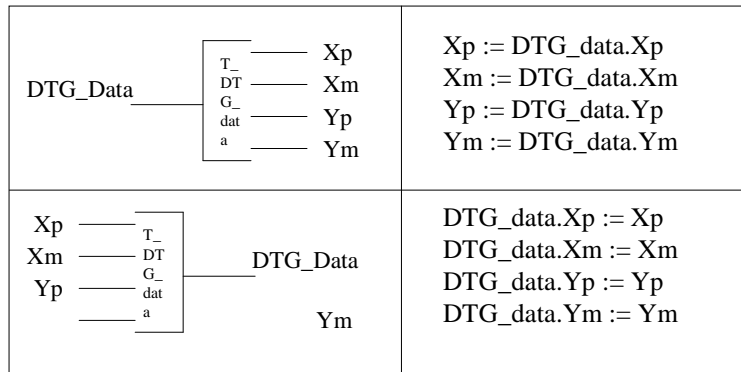 DTG_Data
T_
DT
G_
dat
a
Xp
Xm
Yp
Ym
Xp := DTG_data.Xp
Xm := DTG_data.Xm
Yp := DTG_data.Yp
Ym := DTG_data.Ym
Xp
Xm
Yp
T_
DT
G_
dat
a
DTG_Data
Ym
DTG_data.Xp := Xp
DTG_data.Xm := Xm
DTG_data.Yp := Yp
DTG_data.Ym := Ym